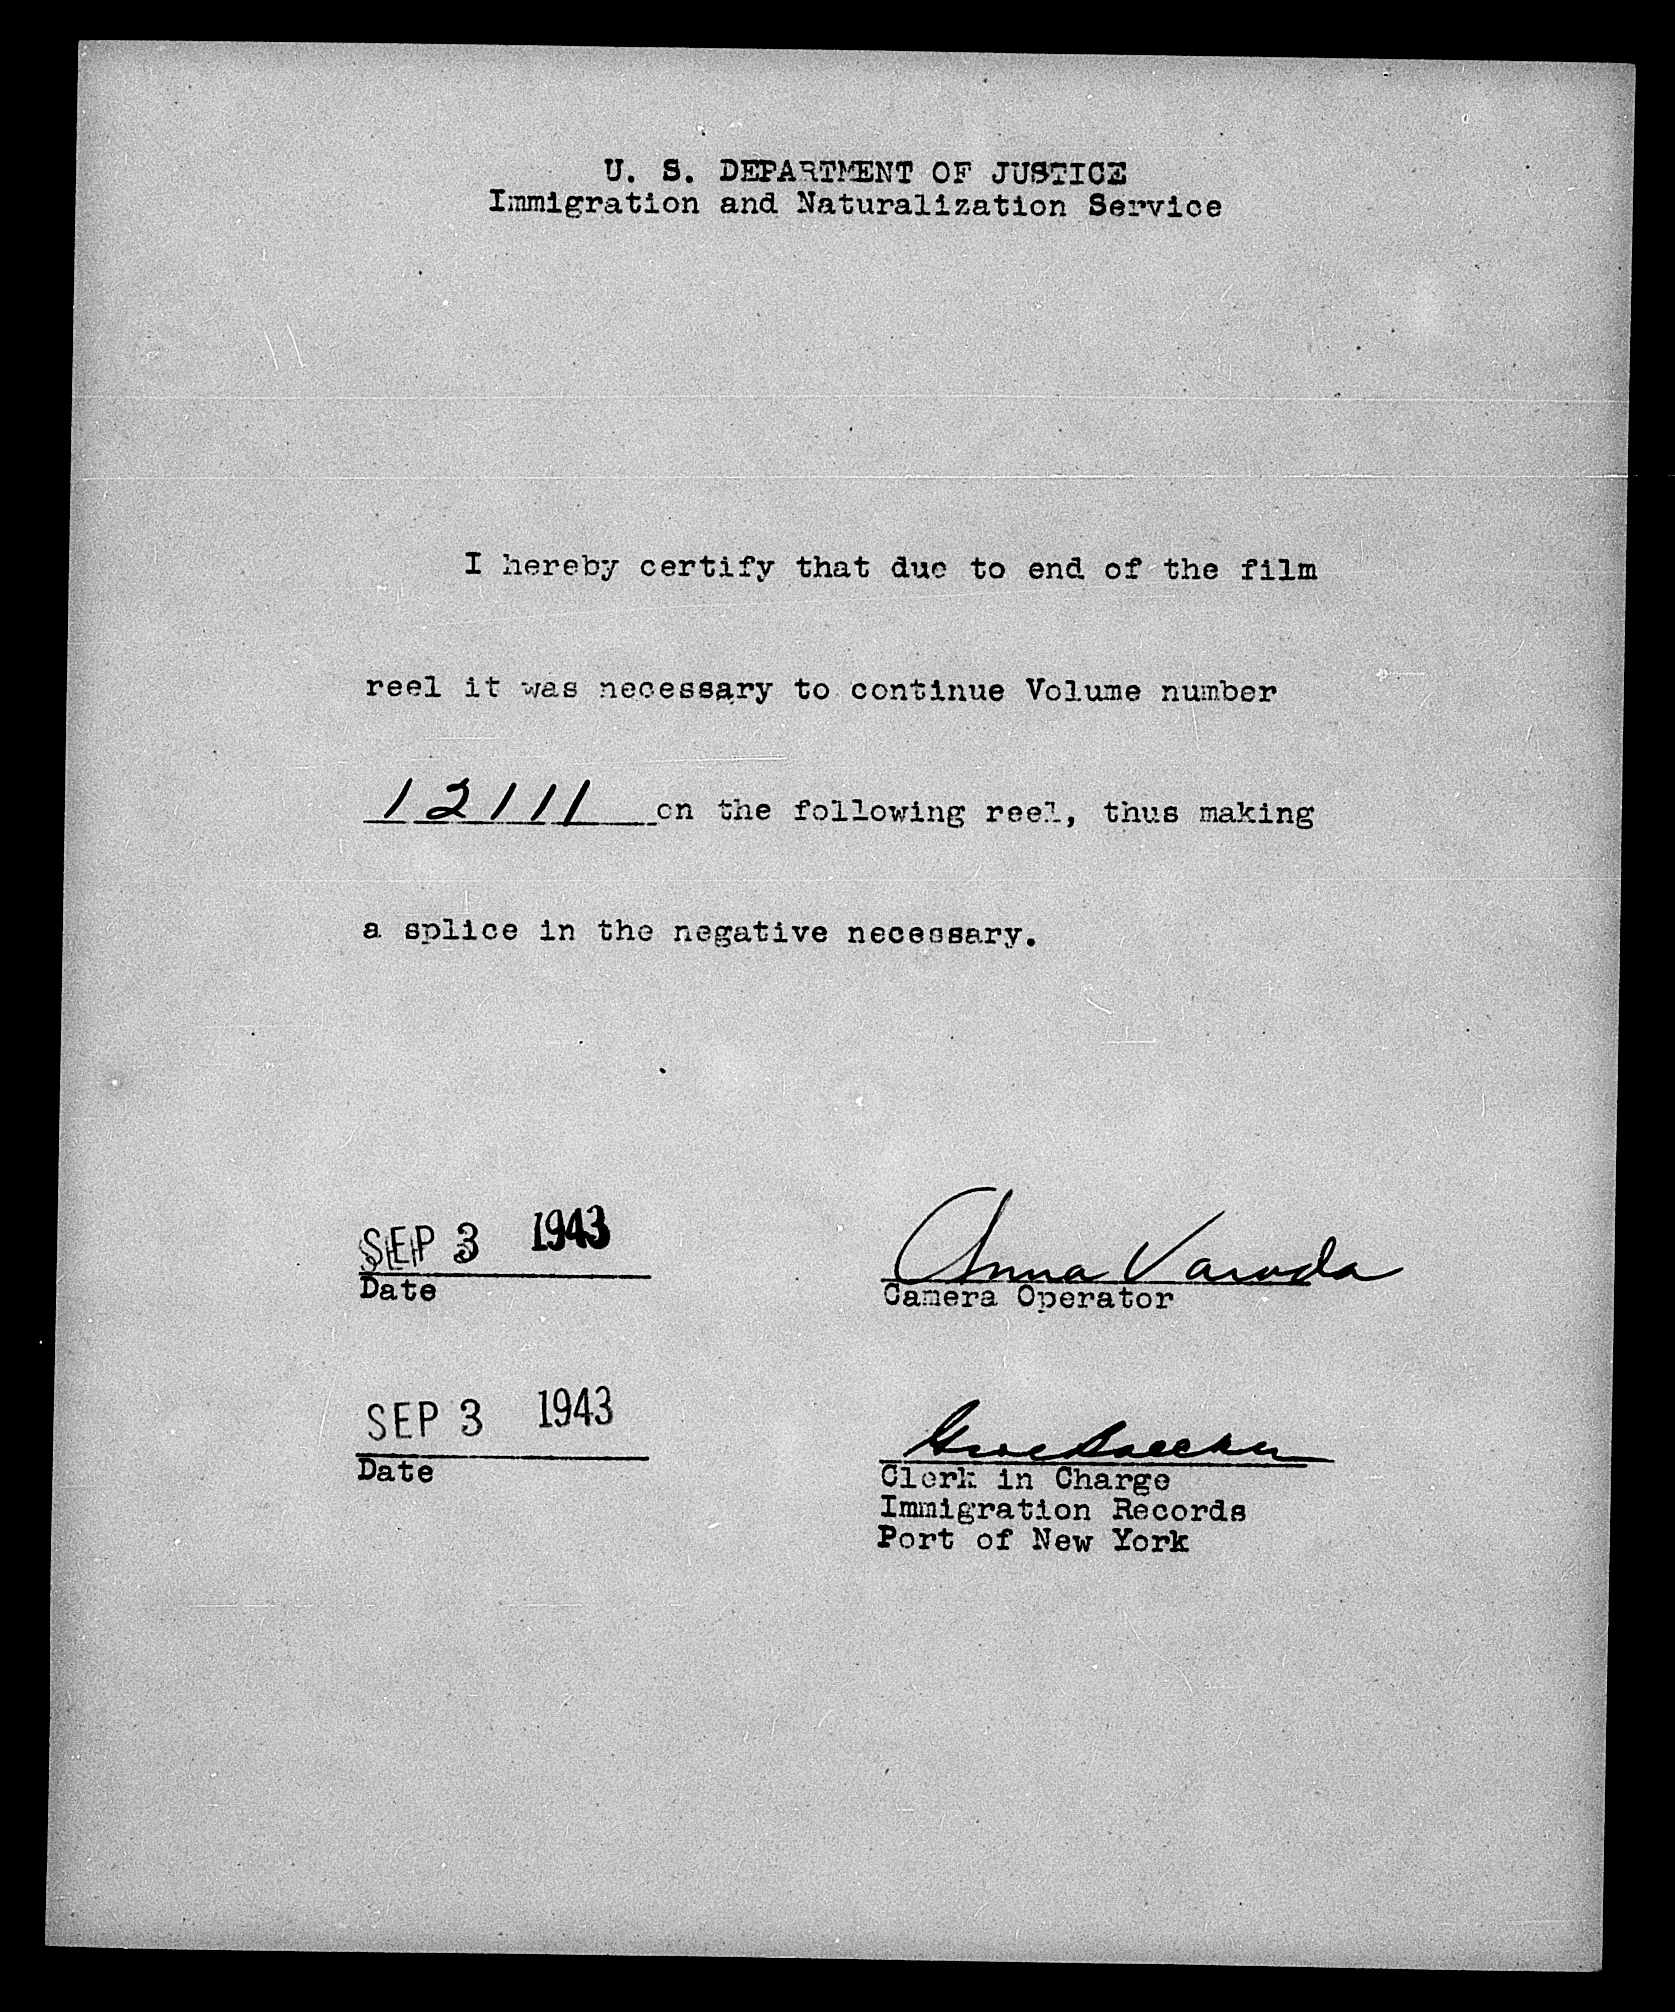 U. S. DEPARTMENT OF JUSTICE
Immigration and Naturalization Service
I hereby certify that due to end of the film
reel it was necessary to continue Volume number
12111 on the following reel, thus making
a splice in the negative necessary.
SEP 3 1943
Date
Anna Varuda
Camera Operator
SEP 3 1943
Date
Clerk in Charge
Immigration Records
Port of New York